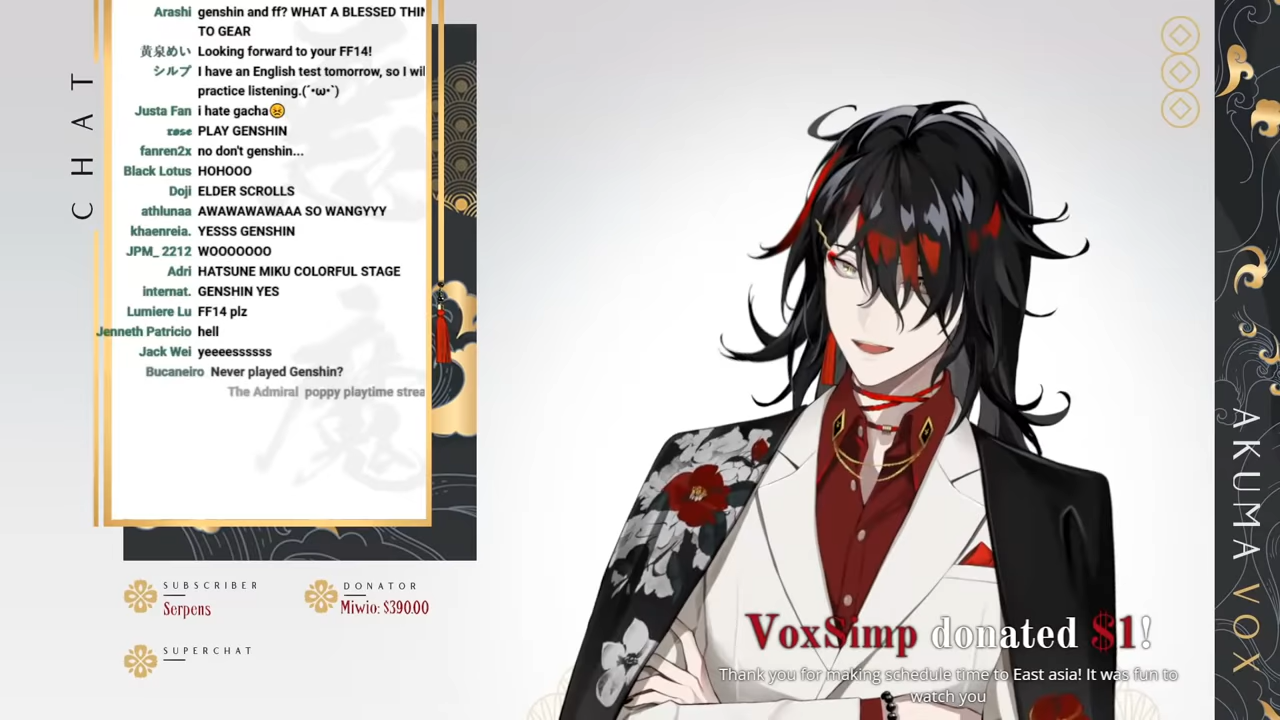 CHAT
Arashi genshin and ff? WHAT A BLESSED THIN
TO GEAR
黄泉めい Looking forward to your FF14!
シルプ I have an English test tomorrow, so I wil
practice listening.(´•ω•`)
Justa Fan i hate gacha😣
rose PLAY GENSHIN
fanren2x no don't genshin...
Black Lotus HOHOOO
Doji ELDER SCROLLS
athlunaa AWAWAWAWAAA SO WANGYYY
khaenreia. YESSS GENSHIN
JPM_ 2212 WOOOOOOO
Adri HATSUNE MIKU COLORFUL STAGE
internat. GENSHIN YES
Lumiere Lu FF14 plz
Jenneth Patricio hell
Jack Wei yeeeessssss
Bucaneiro Never played Genshin?
The Admiral poppy playtime strea
SUBSCRIBER
Serpens
DONATOR
Miwio: $390.00
SUPERCHAT
VoxSimp donated $1!
Thank you for making schedule time to East asia! It was fun to
watch you
AKUMA VOX